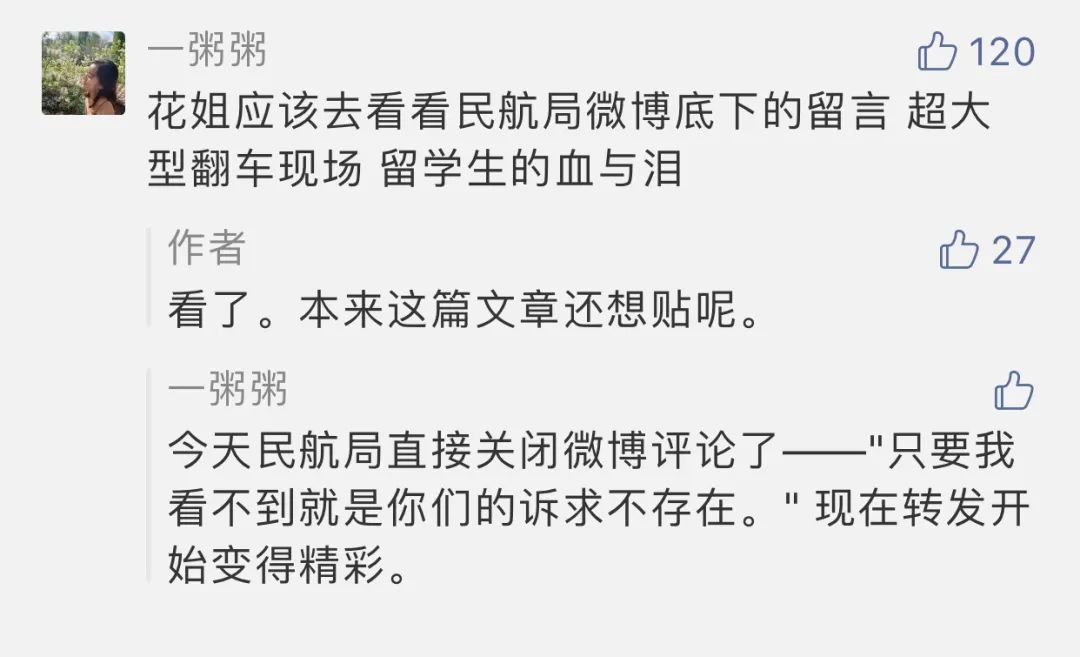 一粥粥
120
花姐应该去看看民航局微博底下的留言 超大
型翻车现场 留学生的血与泪
作者
27
看了。本来这篇文章还想贴呢。
一粥粥
今天民航局直接关闭微博评论了——"只要我
看不到就是你们的诉求不存在。" 现在转发开
始变得精彩。